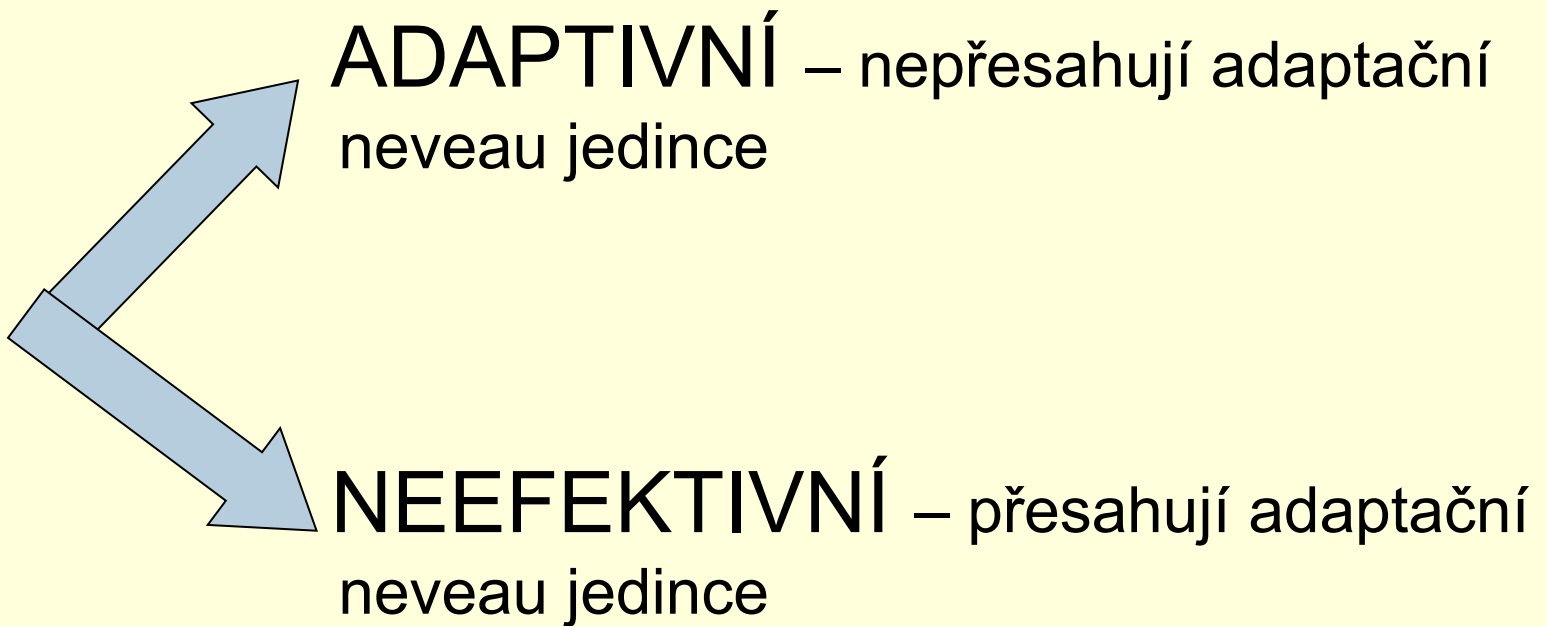 ADAPTIVNÍ – nepřesahují adaptační
neveau jedince
NEEFEKTIVNÍ – přesahují adaptační
neveau jedince